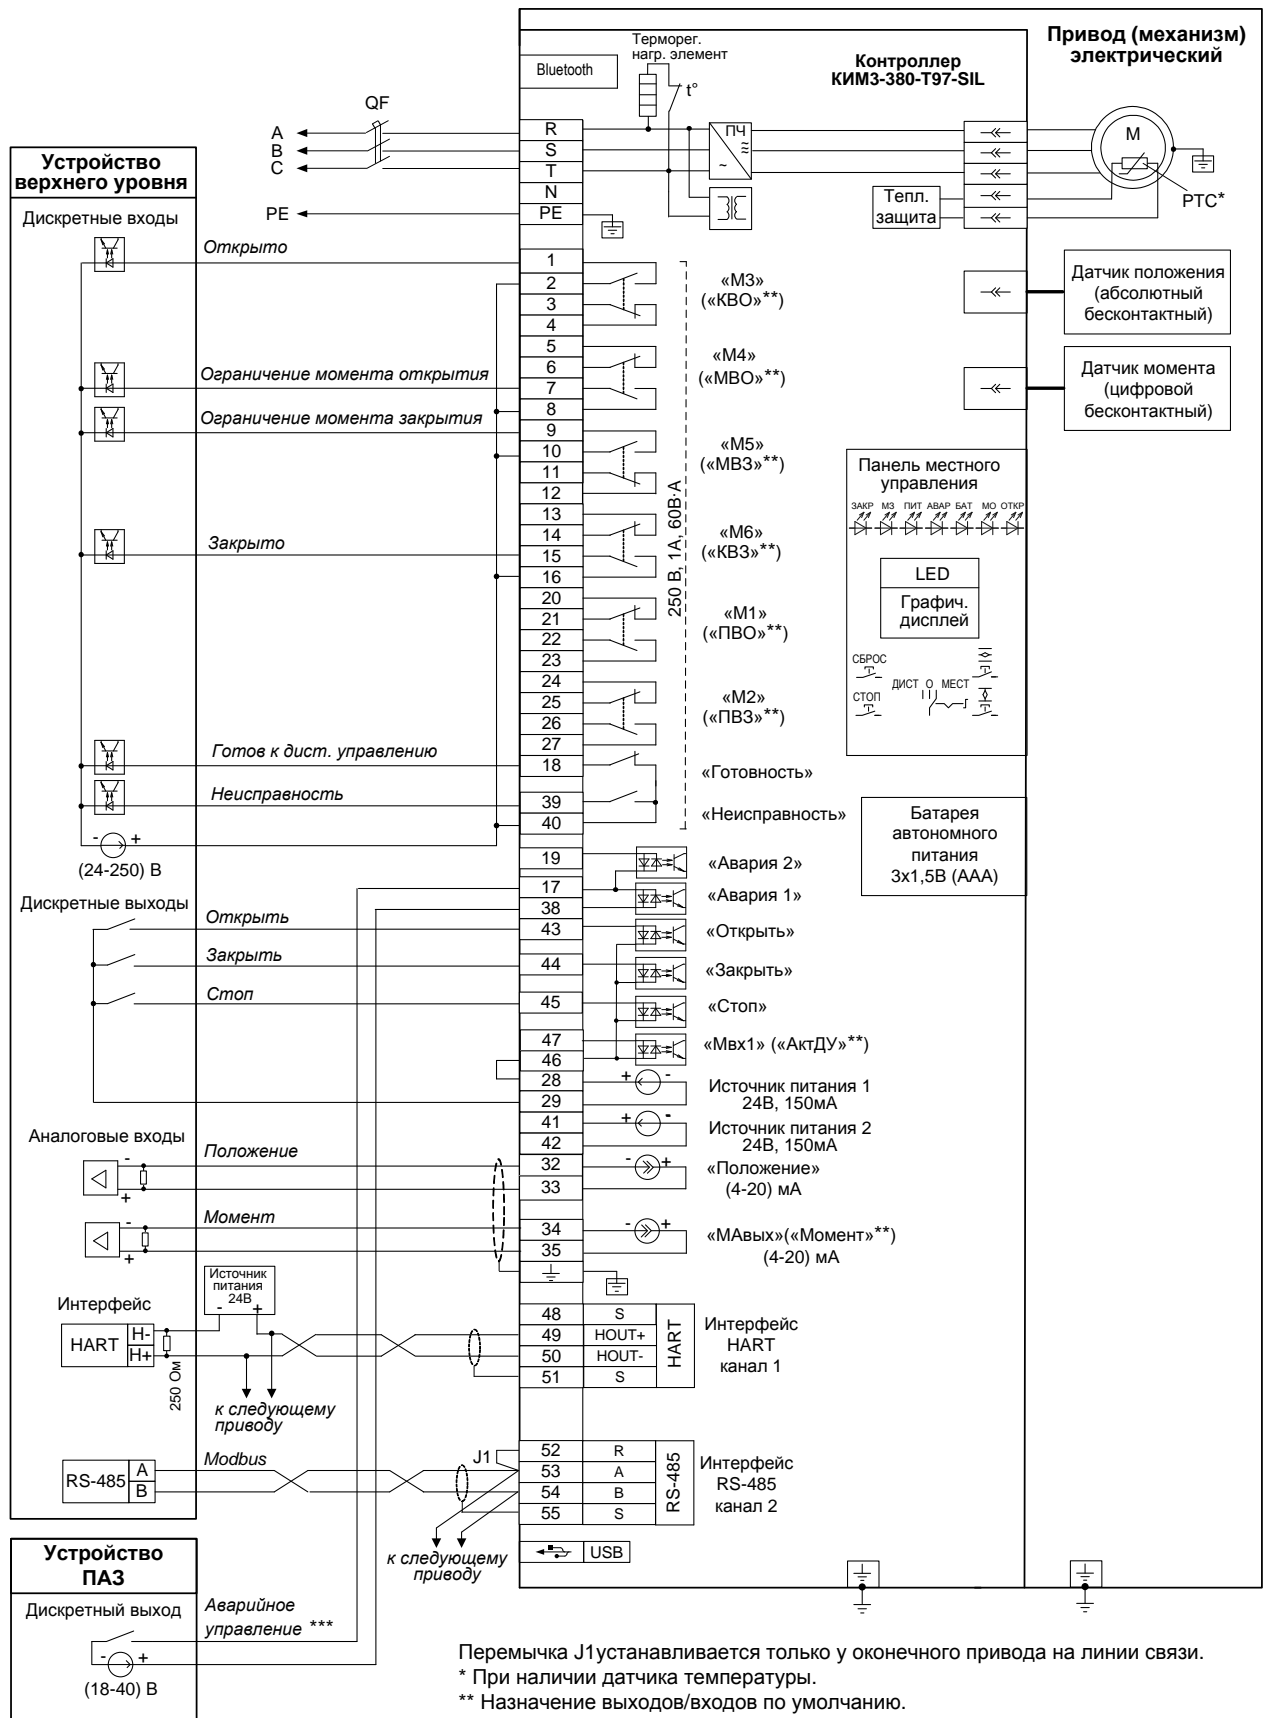 Привод (механизм)
электрический
Контроллер
КИМ3-380-Т97-SIL
Терморег.
нагр. элемент
t°
Bluetooth
QF
A
B
C
PE
R
S
T
N
PE
ПЧ
~
Тепл.
защита
М
РТС*
Устройство
верхнего уровня
Дискретные входы
Открыто
Ограничение момента открытия
Ограничение момента закрытия
Закрыто
Готов к дист. управлению
Неисправность
- +
(24-250) В
1
2
3
4
5
6
7
8
9
10
11
12
13
14
15
16
20
21
22
23
24
25
26
27
18
39
40
250 В, 1А, 60В·А
«М3»
(«КВО»**)
«М4»
(«МВО»**)
«М5»
(«МВЗ»**)
«М6»
(«КВЗ»**)
«М1»
(«ПВО»**)
«М2»
(«ПВЗ»**)
«Готовность»
«Неисправность»
Датчик положения
(абсолютный
бесконтактный)
Датчик момента
(цифровой
бесконтактный)
Панель местного
управления
ЗАКР МЗ ПИТ АВАР БАТ МО ОТКР
LED
Графич.
дисплей
СБРОС
ДИСТ О МЕСТ
СТОП
Батарея
автономного
питания
3х1,5В (ААА)
Дискретные выходы
Открыть
Закрыть
Стоп
19
17
38
43
44
45
47
46
28
29
41
42
32
33
34
35
«Авария 2»
«Авария 1»
«Открыть»
«Закрыть»
«Стоп»
«Мвх1» («АктДУ»**)
+ -
Источник питания 1
24В, 150мА
+ -
Источник питания 2
24В, 150мА
- +
«Положение»
(4-20) мА
- +
«МАвых»(«Момент»**)
(4-20) мА
Аналоговые входы
Положение
-
+
Момент
-
+
Источник
питания
24В
- +
Интерфейс
HART
H-
H+
250 Ом
к следующему
приводу
48 S
49 HOUT+
50 HOUT-
51 S
HART
Интерфейс
HART
канал 1
RS-485
A
B
Modbus
J1
52 R
53 A
54 B
55 S
RS-485
Интерфейс
RS-485
канал 2
к следующему
приводу
USB
Устройство
ПАЗ
Дискретный выход
Аварийное
управление ***
- +
(18-40) В
Перемычка J1устанавливается только у оконечного привода на линии связи.
* При наличии датчика температуры.
** Назначение выходов/входов по умолчанию.